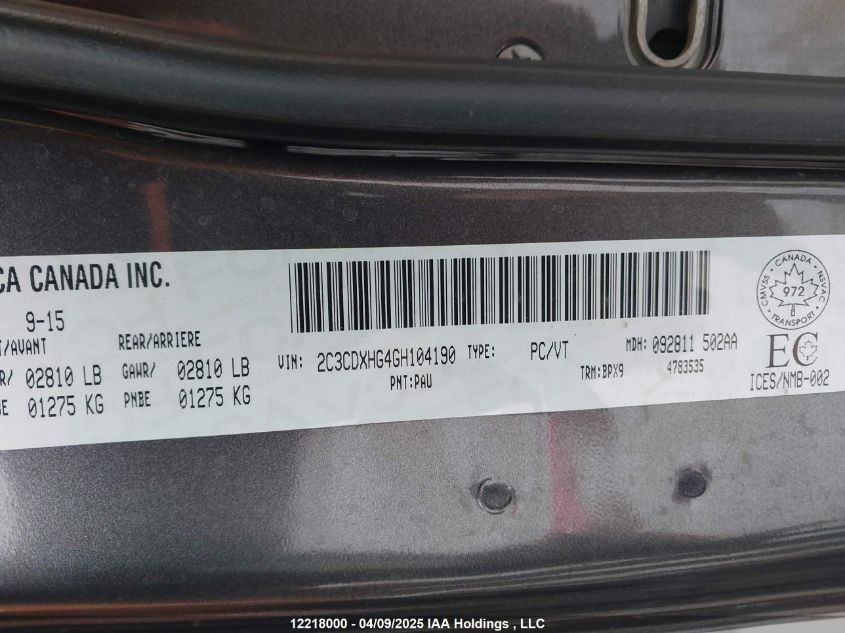 CA CANADA INC.
9-15
T/AVANT REAR/ARRIERE
R/ 02810 LB GAWR/ 02810 LB
BE 01275 KG PNBE 01275 KG
VIN: 2C3CDXHG4GH104190 TYPE: PC/VT MDH: 092811 502AA
PNT:PAU TRM:BPX9 4783535
CMVSS CANADA NSVAC
972
TRANSPORT
EC
ICES/NMB-002
12218000 - 04/09/2025 IAA Holdings , LLC